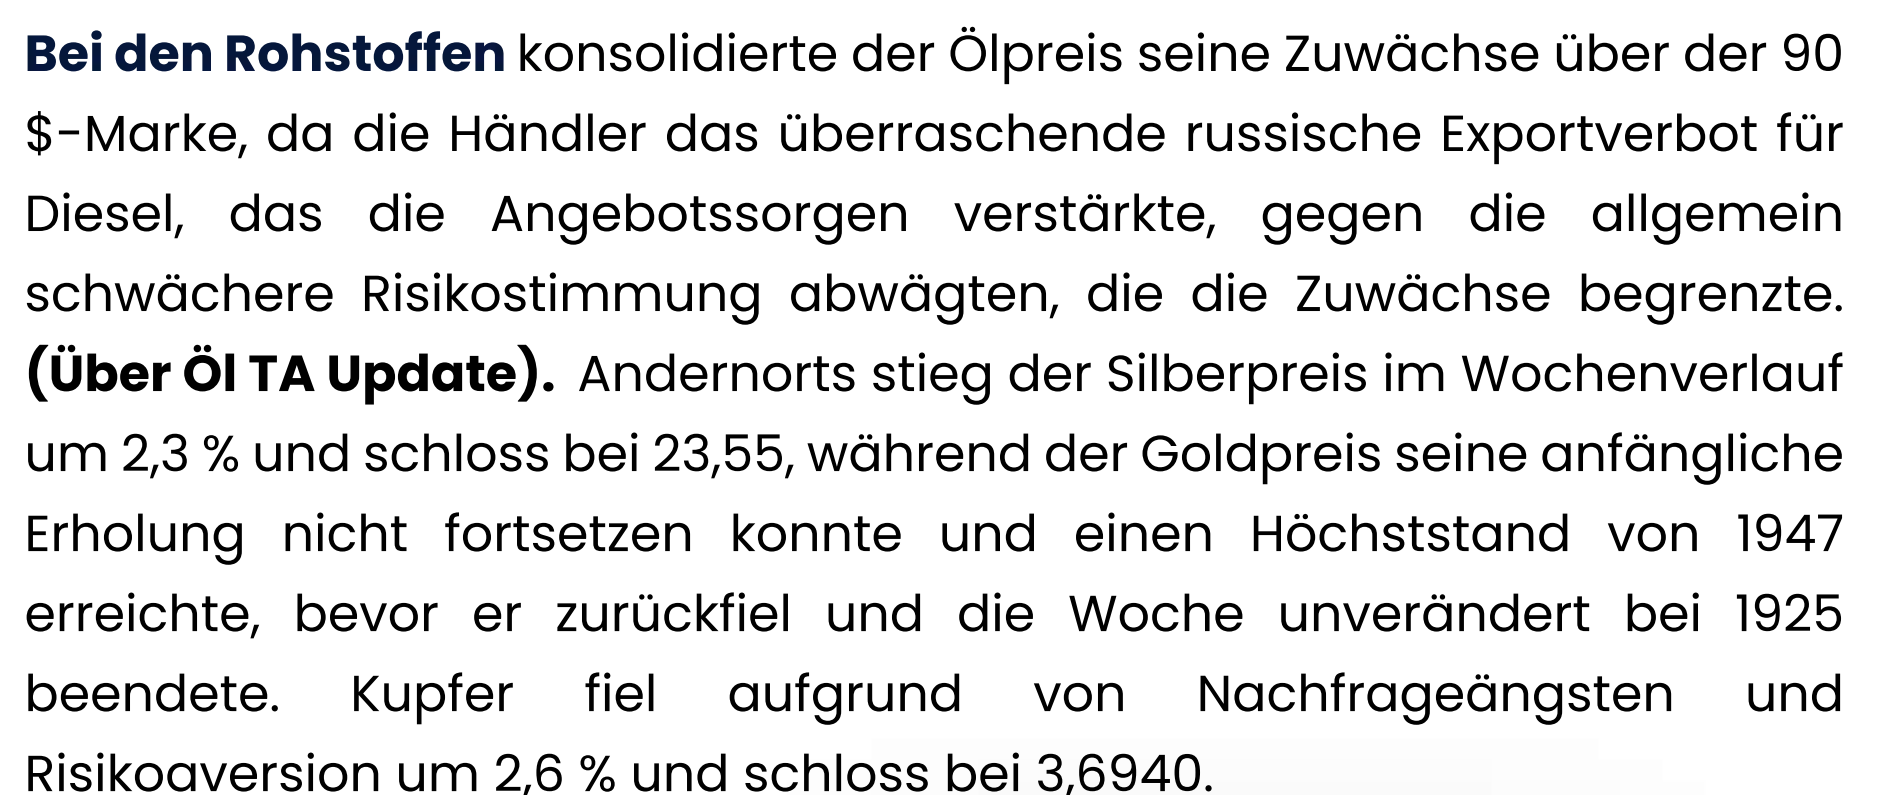 Bei den Rohstoffen konsolidierte der Ölpreis seine Zuwächse über der 90
$-Marke, da die Händler das überraschende russische Exportverbot für
Diesel, das die Angebotssorgen verstärkte, gegen die allgemein
schwächere Risikostimmung abwägten, die die Zuwächse begrenzte.
(Über Öl TA Update). Andernorts stieg der Silberpreis im Wochenverlauf
um 2,3 % und schloss bei 23,55, während der Goldpreis seine anfängliche
Erholung nicht fortsetzen konnte und einen Höchststand von 1947
erreichte, bevor er zurückfiel und die Woche unverändert bei 1925
beendete. Kupfer fiel aufgrund von Nachfrageängsten und
Risikoaversion um 2,6 % und schloss bei 3,6940.